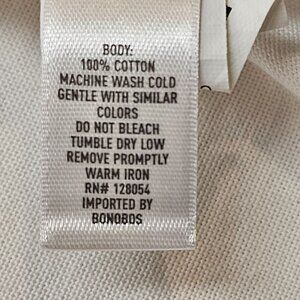 BODY:
100% COTTON
MACHINE WASH COLD
GENTLE WITH SIMILAR
COLORS
DO NOT BLEACH
TUMBLE DRY LOW
REMOVE PROMPTLY
WARM IRON
RN# 128054
IMPORTED BY
BONOBOS